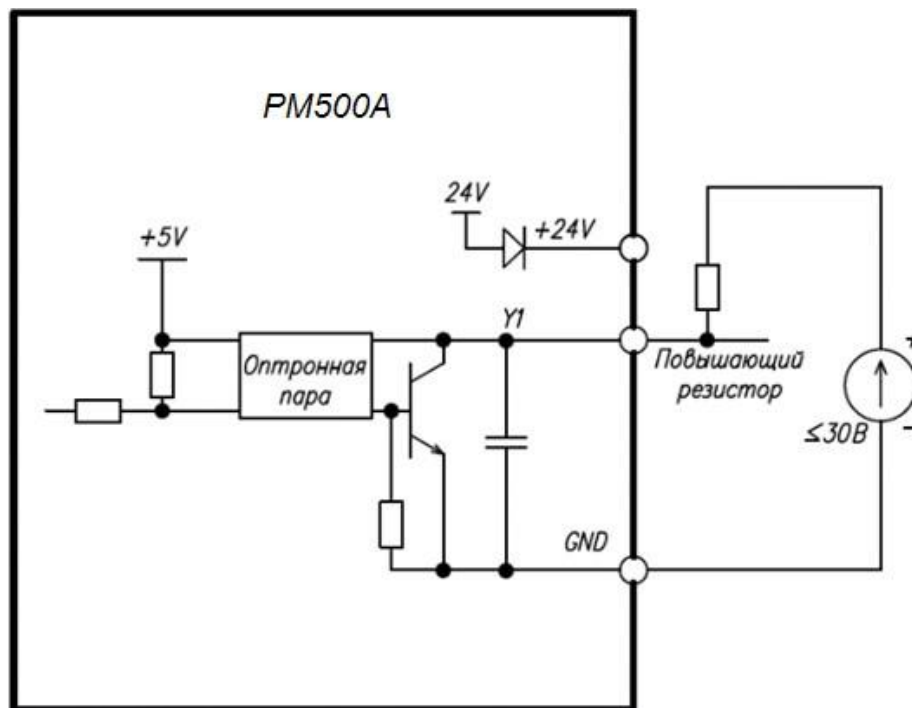 PM500A
24V
+24V
+5V
Y1
Оптронная
пара
Повышающий
резистор
+
≤30В
−
GND